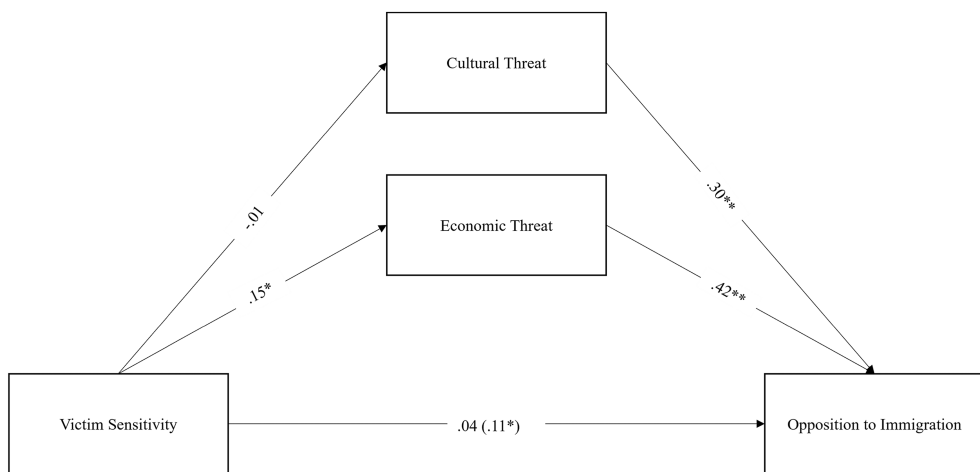 Cultural Threat
-.01
.30**
Economic Threat
.15*
.42**
Victim Sensitivity
.04 (.11*)
Opposition to Immigration